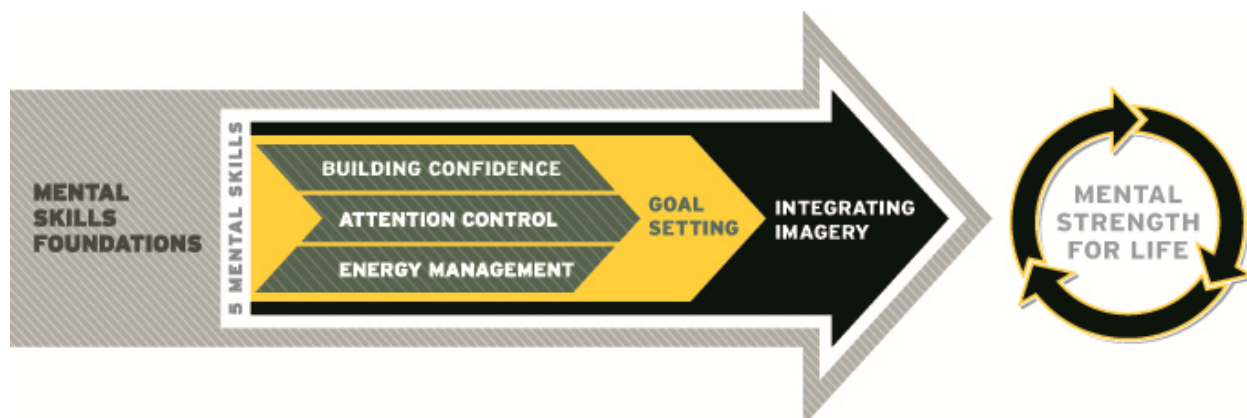 MENTAL
SKILLS
FOUNDATIONS
5 MENTAL SKILLS
BUILDING CONFIDENCE
ATTENTION CONTROL
ENERGY MANAGEMENT
GOAL
SETTING
INTEGRATING
IMAGERY
MENTAL
STRENGTH
FOR LIFE